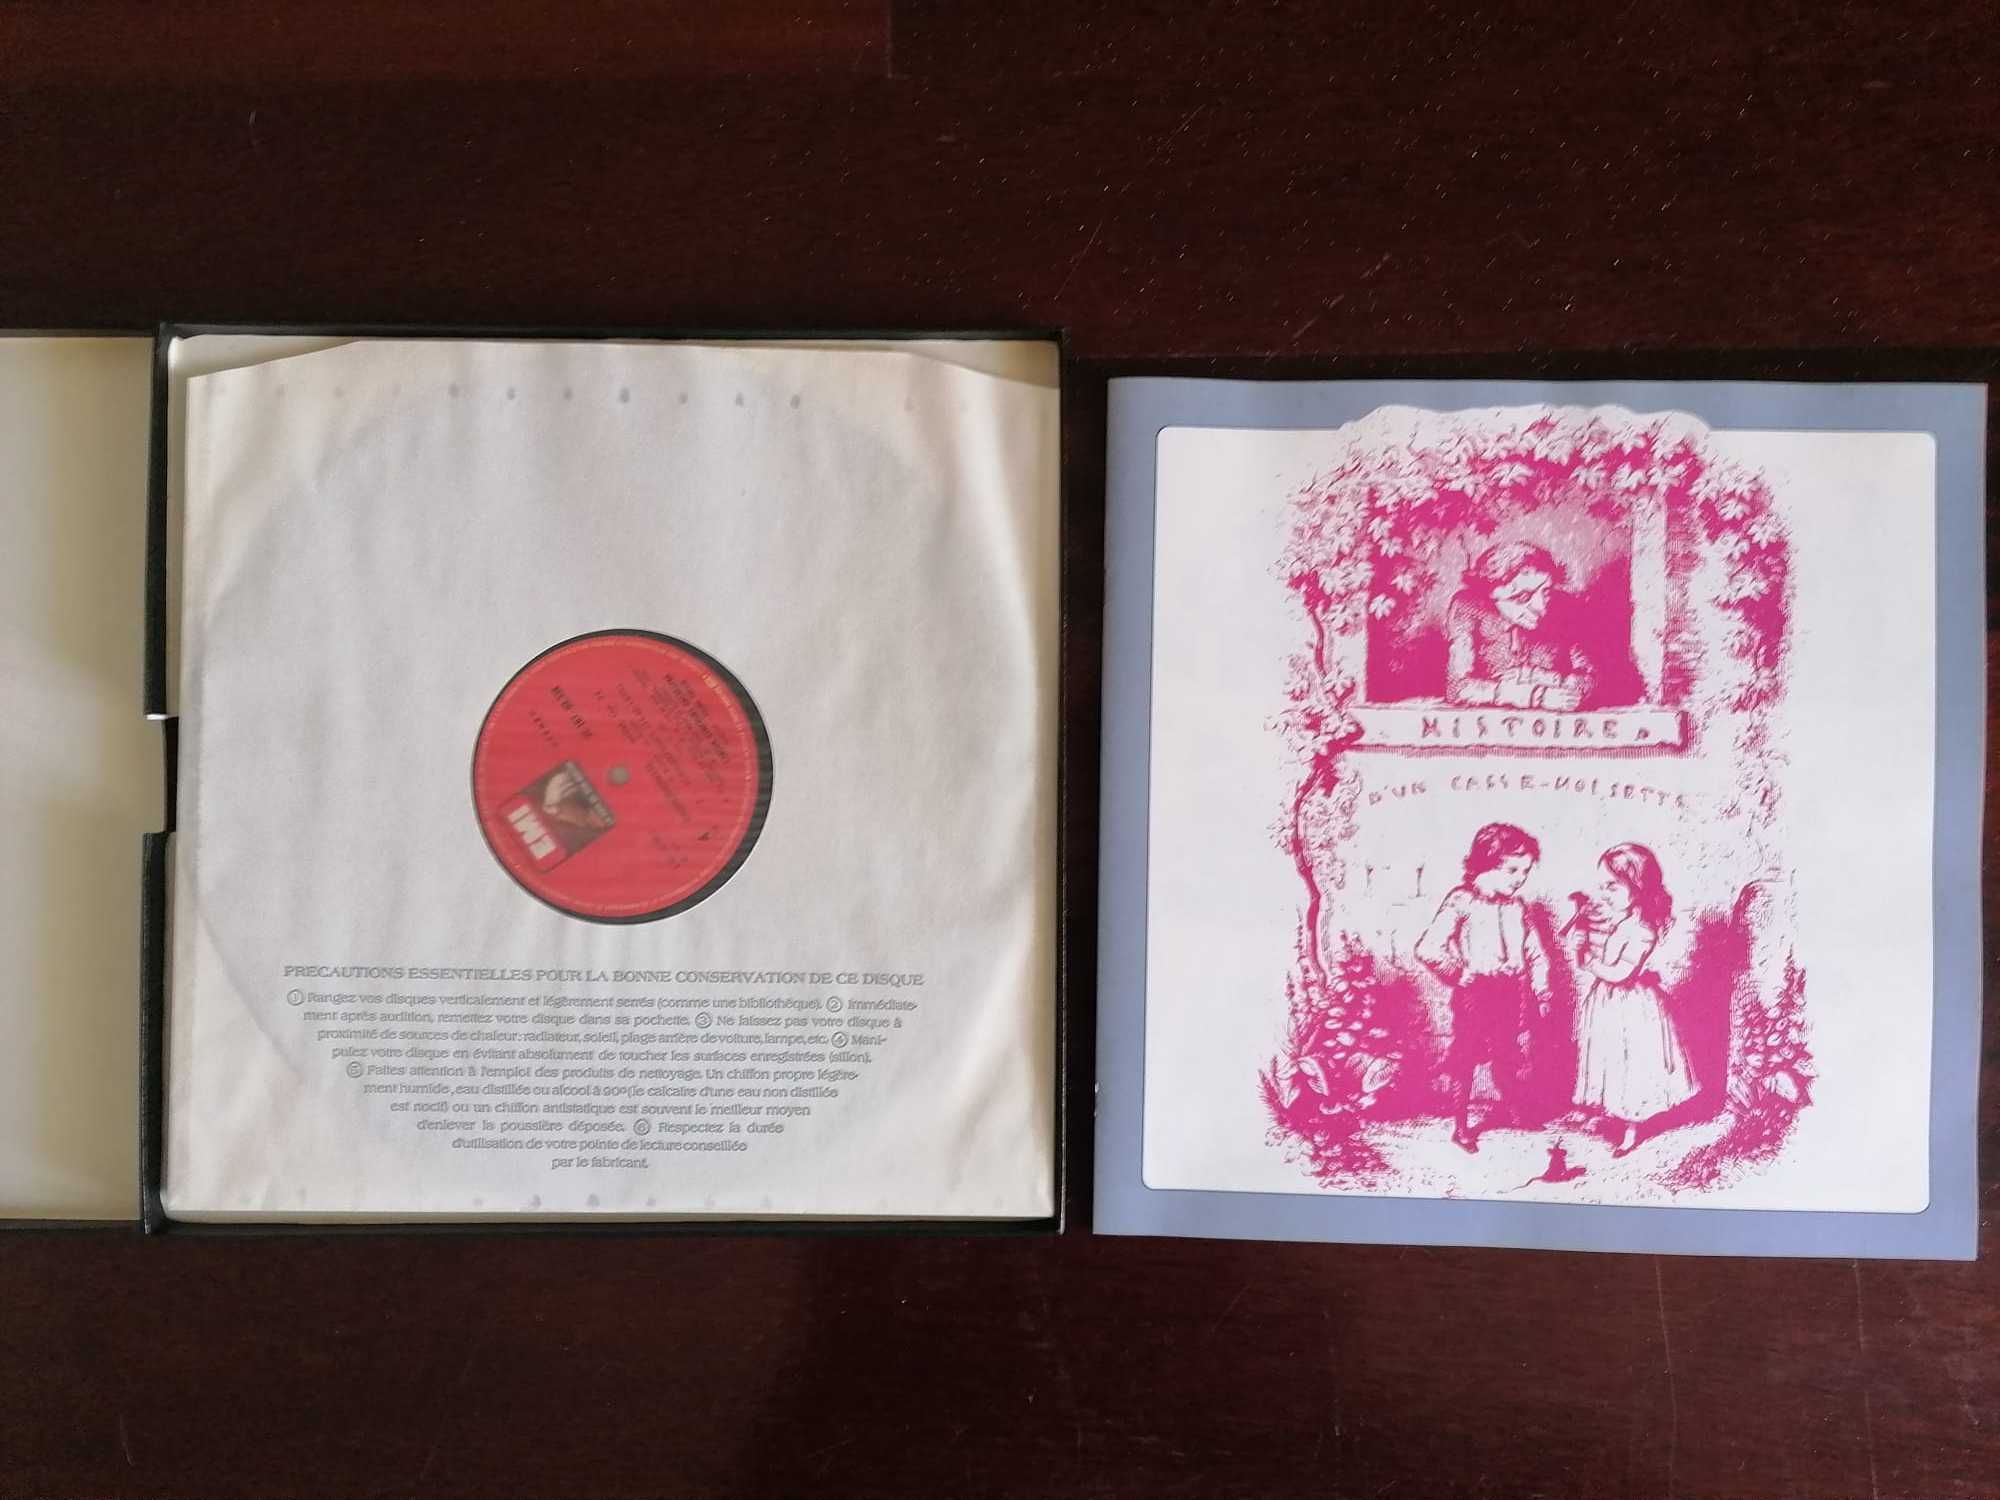 EMI
PRECAUTIONS ESSENTIELLES POUR LA BONNE CONSERVATION DE CE DISQUE
① Rangez vos disques verticalement et légèrement serrés (comme une bibliothèque). ② Immédiate-
ment après audition, remettez votre disque dans sa pochette. ③ Ne laissez pas votre disque à
proximité de sources de chaleur: radiateur, soleil, plage arrière de voiture, lampe, etc. ④ Mani-
pulez votre disque en évitant absolument de toucher les surfaces enregistrées (sillon).
⑤ Faites attention à l'emploi des produits de nettoyage. Un chiffon propre légère-
ment humide, eau distillée ou alcool à 90° (le calcaire d'une eau non distillée
est nocif) ou un chiffon antistatique est souvent le meilleur moyen
d'enlever la poussière déposée. ⑥ Respectez la durée
d'utilisation de votre pointe de lecture conseillée
par le fabricant.
HISTOIRE
D'UN CASSE-NOISETTE